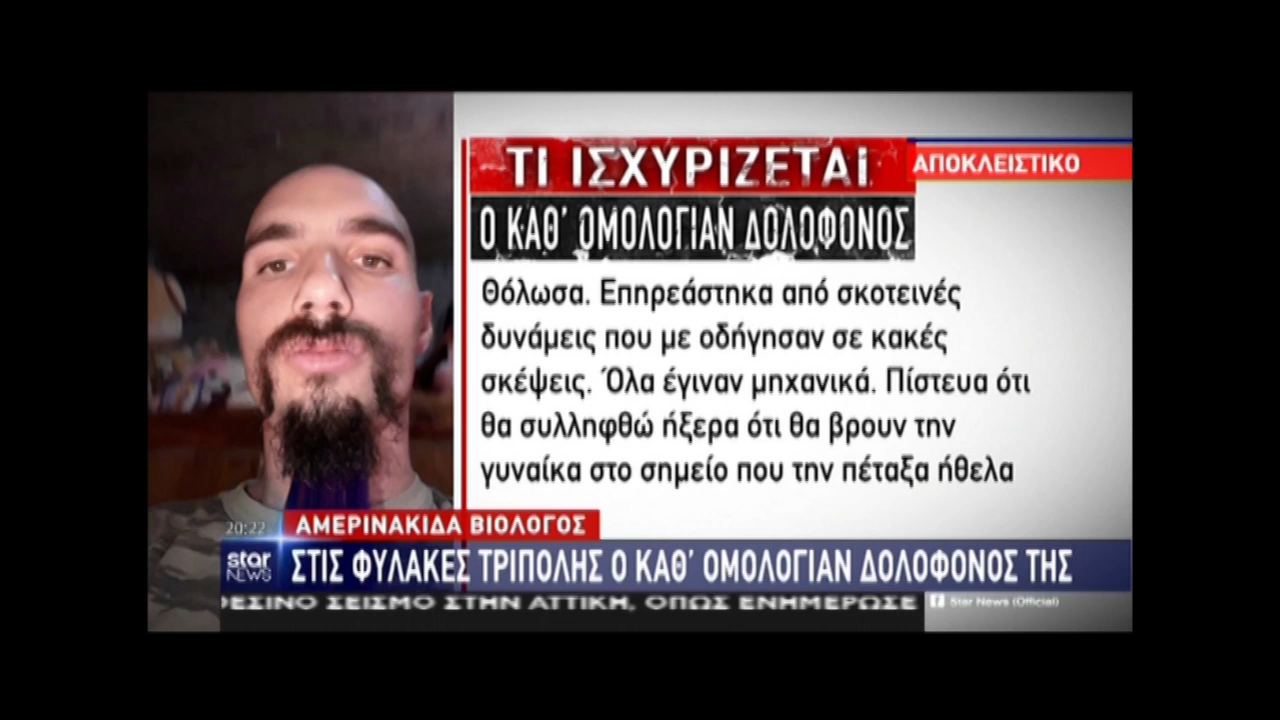 ΤΙ ΙΣΧΥΡΙΖΕΤΑΙ
ΑΠΟΚΛΕΙΣΤΙΚΟ
Ο ΚΑΘ' ΟΜΟΛΟΓΙΑΝ ΔΟΛΟΦΟΝΟΣ
Θόλωσα. Επηρεάστηκα από σκοτεινές
δυνάμεις που με οδήγησαν σε κακές
σκέψεις. Όλα έγιναν μηχανικά. Πίστευα ότι
θα συλληφθώ ήξερα ότι θα βρουν την
γυναίκα στο σημείο που την πέταξα ήθελα
20:22
ΑΜΕΡΙΝΑΚΙΔΑ ΒΙΟΛΟΓΟΣ
star NEWS
ΣΤΙΣ ΦΥΛΑΚΕΣ ΤΡΙΠΟΛΗΣ Ο ΚΑΘ' ΟΜΟΛΟΓΙΑΝ ΔΟΛΟΦΟΝΟΣ ΤΗΣ
ΣΕΙΣΜΟ ΣΤΗΝ ΑΤΤΙΚΗ, ΟΠΩΣ ΕΝΗΜΕΡΩΣΕ
Star News (Official)